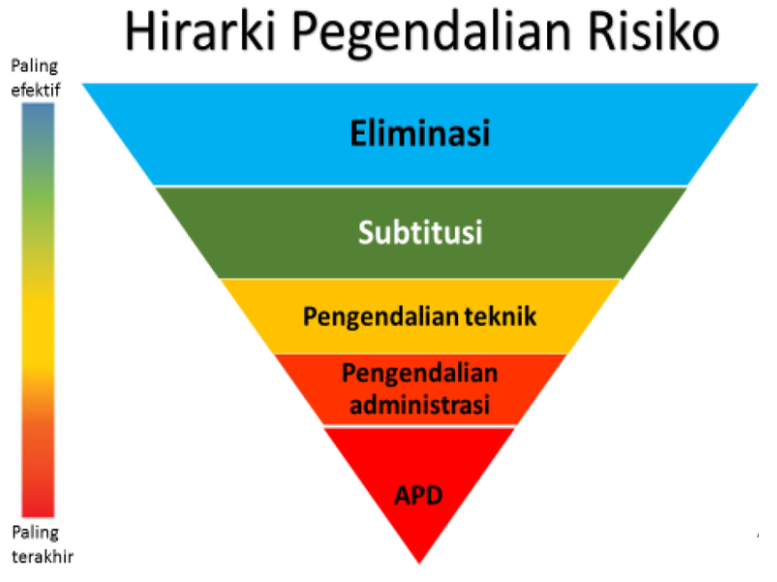 Hirarki Pegendalian Risiko
Paling
efektif
Eliminasi
Subtitusi
Pengendalian teknik
Pengendalian
administrasi
APD
Paling
terakhir